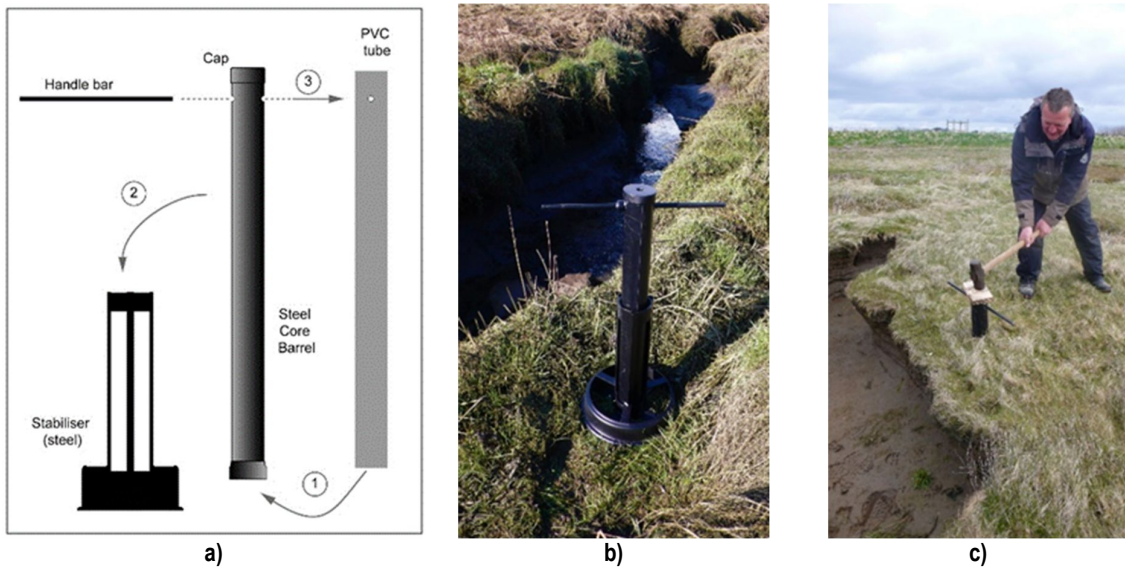 PVC
tube
Cap
Handle bar
3
2
Steel
Core
Barrel
Stabiliser
(steel)
1
a)
b)
c)